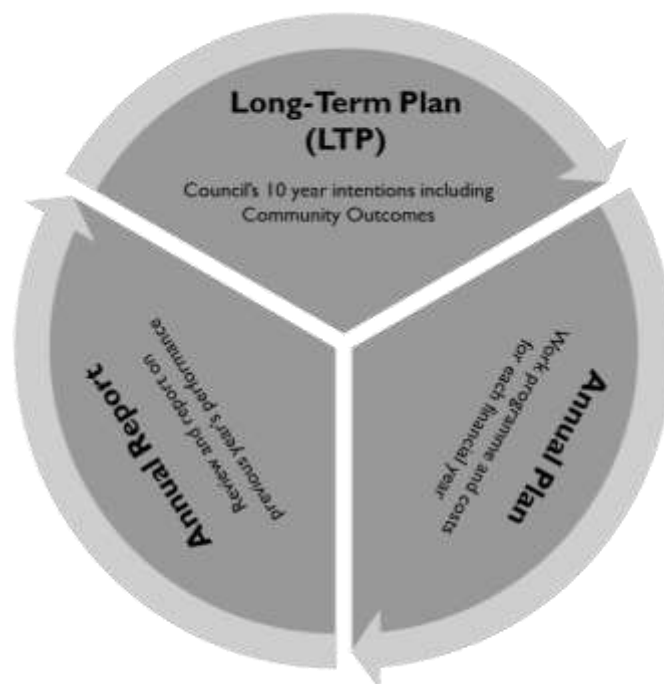 Long-Term Plan
(LTP)
Council's 10 year intentions including
Community Outcomes
Annual Plan
Work programme and costs
for each financial year
Annual Report
Review and report on
previous year's performance